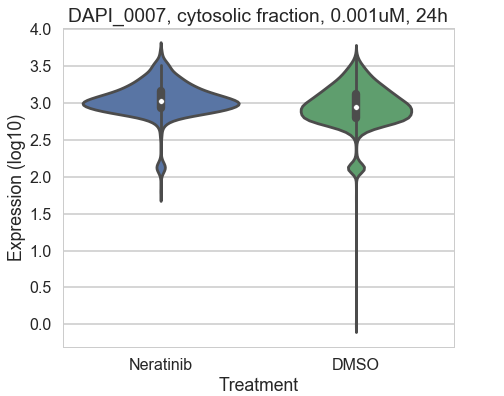 DAPI_0007, cytosolic fraction, 0.001uM, 24h
4.0
3.5
3.0
2.5
2.0
1.5
1.0
0.5
0.0
Expression (log10)
Neratinib DMSO
Treatment